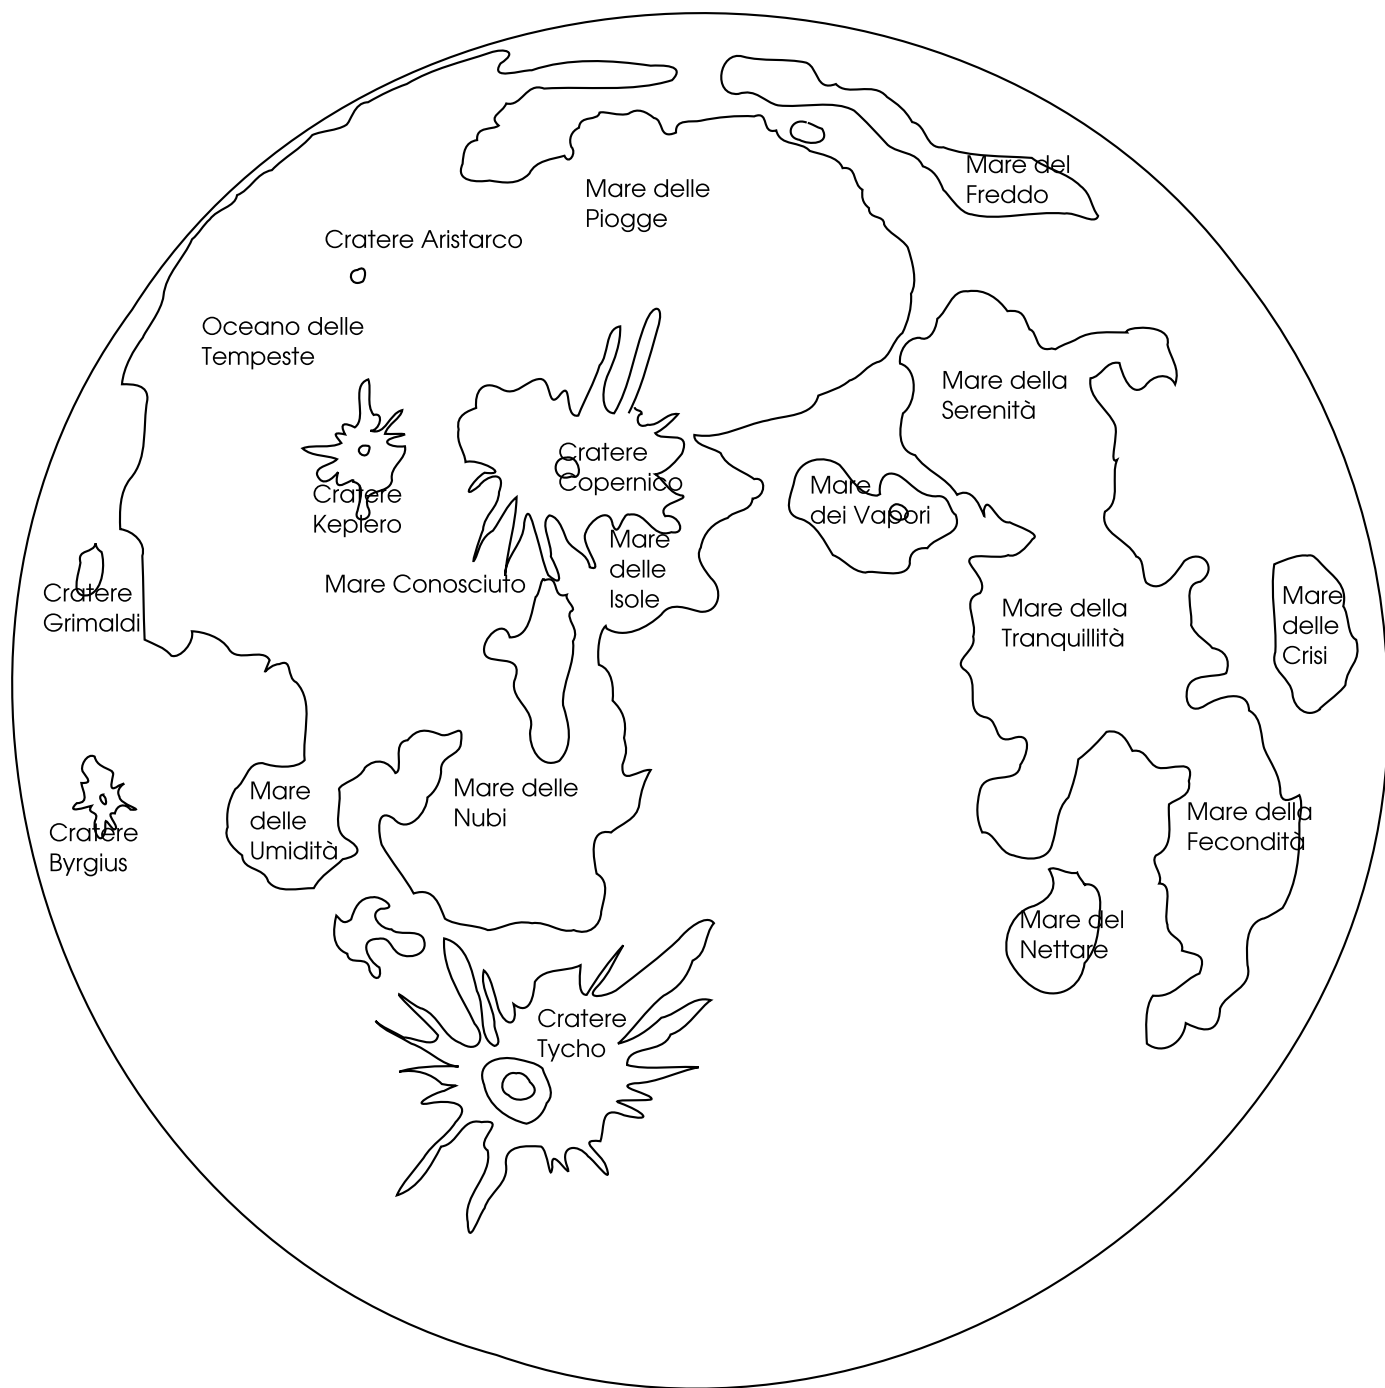 Mare del
Freddo
Mare delle
Piogge
Cratere Aristarco
Oceano delle
Tempeste
Mare della
Serenità
Cratere
Copernico
Mare
dei Vapori
Cratere
Keplero
Mare
delle
Isole
Mare Conosciuto
Cratere
Grimaldi
Mare della
Tranquillità
Mare
delle
Crisi
Mare
delle
Umidità
Mare delle
Nubi
Mare della
Fecondità
Cratere
Byrgius
Mare del
Nettare
Cratere
Tycho